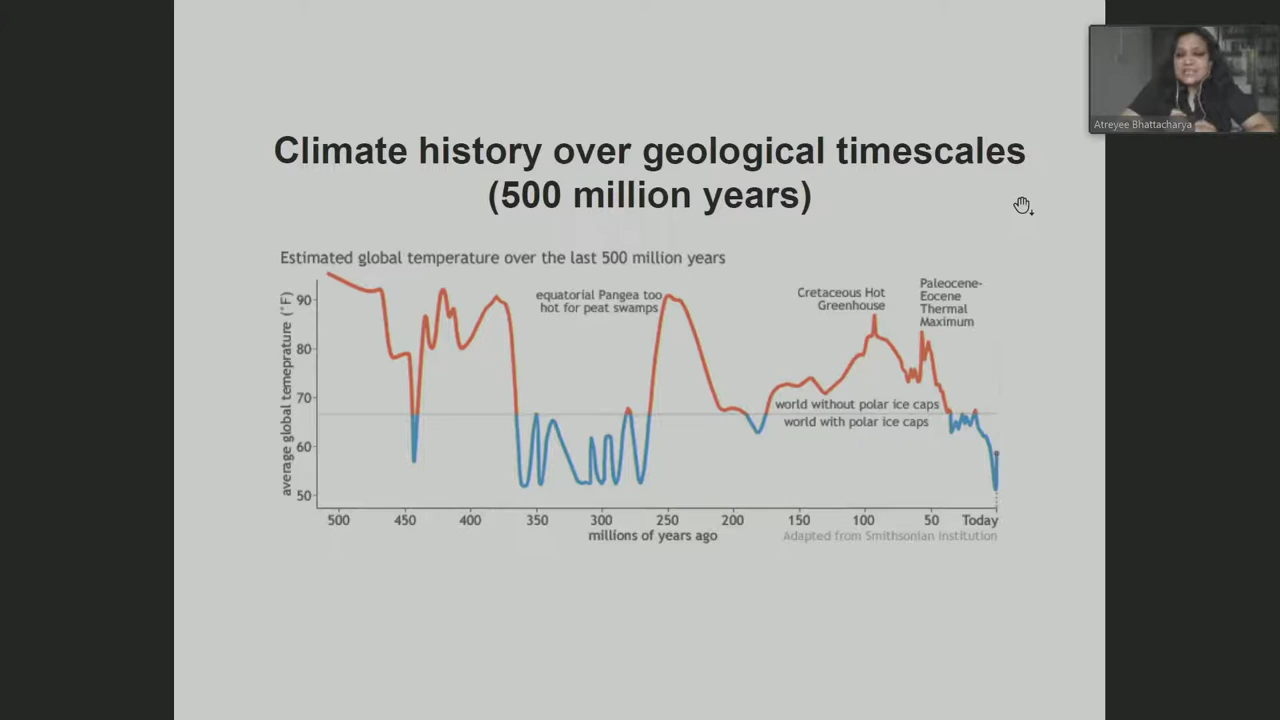 Climate history over geological timescales
(500 million years)
Atreyee Bhattacharya
Estimated global temperature over the last 500 million years
average global temeprature (°F)
90
80
70
60
50
equatorial Pangea too
hot for peat swamps
Cretaceous Hot
Greenhouse
Paleocene-
Eocene
Thermal
Maximum
world without polar ice caps
world with polar ice caps
500 450 400 350 300 250 200 150 100 50 Today
millions of years ago
Adapted from Smithsonian Institution